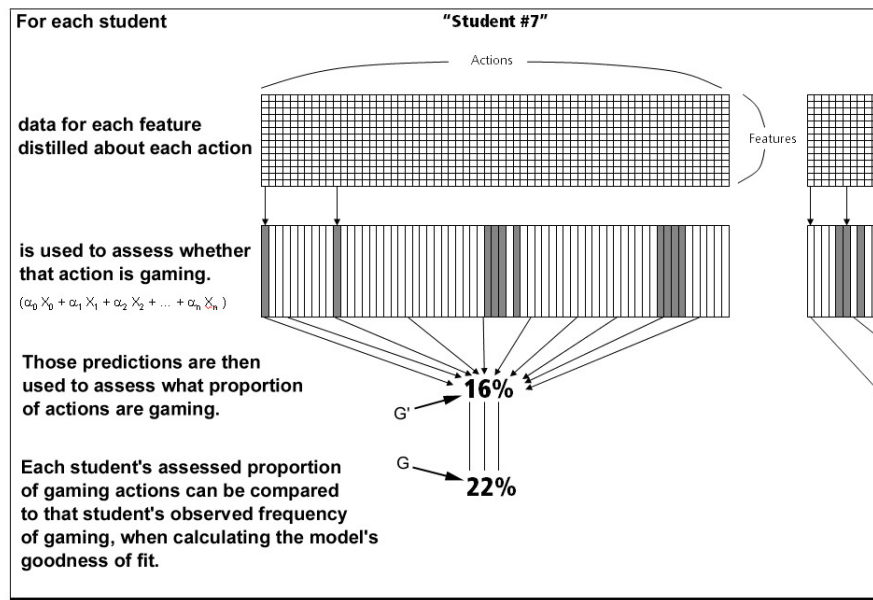 For each student
"Student #7"
Actions
data for each feature
distilled about each action
Features
is used to assess whether
that action is gaming.
(α₀ X₀ + α₁ X₁ + α₂ X₂ + ... + αₙ Xₙ )
Those predictions are then
used to assess what proportion
of actions are gaming.
16%
G'
Each student's assessed proportion
of gaming actions can be compared
to that student's observed frequency
of gaming, when calculating the model's
goodness of fit.
G
22%